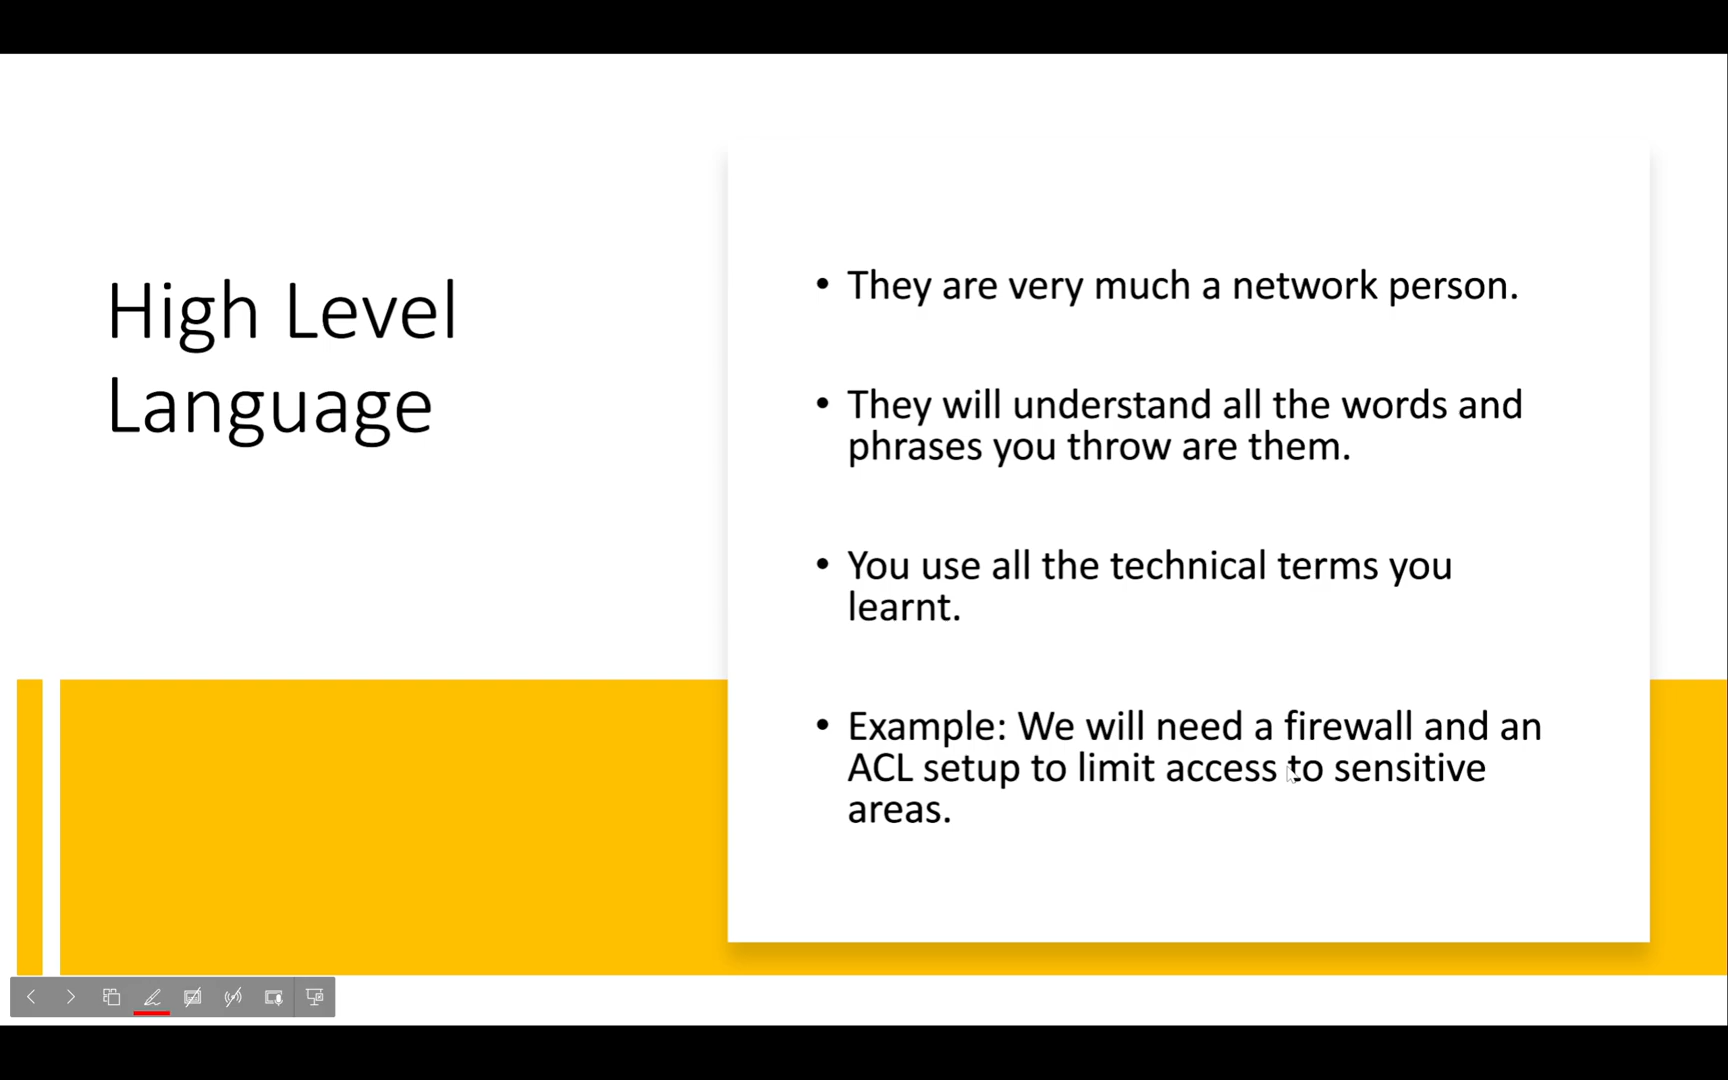 High Level
Language
• They are very much a network person.
• They will understand all the words and
phrases you throw are them.
• You use all the technical terms you
learnt.
• Example: We will need a firewall and an
ACL setup to limit access to sensitive
areas.